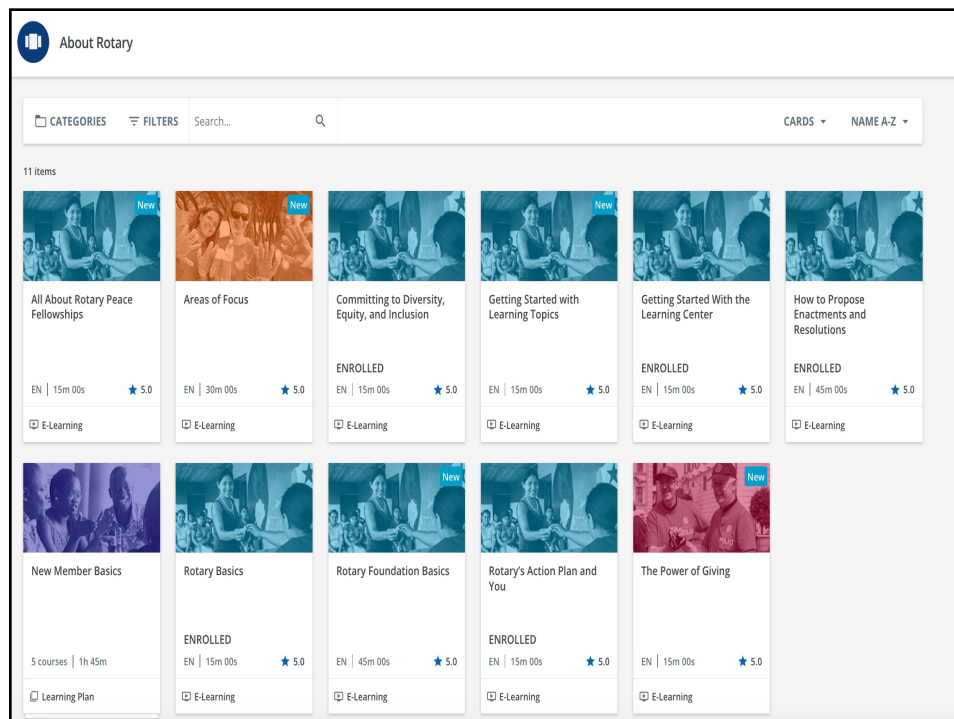 About Rotary
CATEGORIES FILTERS Search... CARDS NAME A-Z
11 items
New
All About Rotary Peace
Fellowships
EN | 15m 00s 5.0
E-Learning
New
Areas of Focus
EN | 30m 00s 5.0
E-Learning
Committing to Diversity,
Equity, and Inclusion
ENROLLED
EN | 15m 00s 5.0
E-Learning
New
Getting Started with
Learning Topics
EN | 15m 00s 5.0
E-Learning
Getting Started With the
Learning Center
ENROLLED
EN | 15m 00s 5.0
E-Learning
How to Propose
Enactments and
Resolutions
ENROLLED
EN | 45m 00s 5.0
E-Learning
New Member Basics
5 courses | 1h 45m
Learning Plan
Rotary Basics
ENROLLED
EN | 15m 00s 5.0
E-Learning
New
Rotary Foundation Basics
EN | 45m 00s 5.0
E-Learning
Rotary's Action Plan and
You
ENROLLED
EN | 15m 00s 5.0
E-Learning
New
The Power of Giving
EN | 15m 00s 5.0
E-Learning